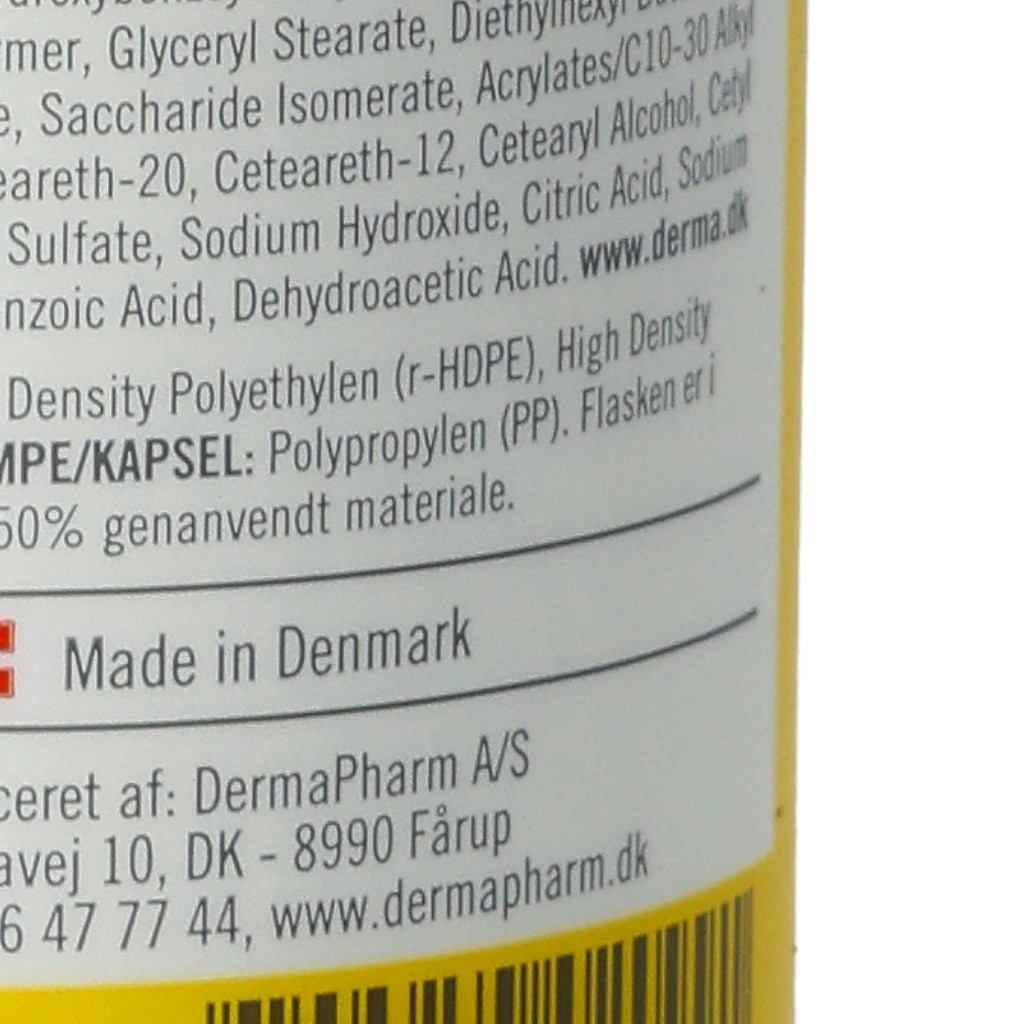 mer, Glyceryl Stearate, Diethylhexyl
e, Saccharide Isomerate, Acrylates/C10-30 Alkyl
eareth-20, Ceteareth-12, Cetearyl Alcohol, Cetyl
Sulfate, Sodium Hydroxide, Citric Acid, Sodium
nzoic Acid, Dehydroacetic Acid. www.derma.dk
Density Polyethylen (r-HDPE), High Density
MPE/KAPSEL: Polypropylen (PP). Flasken er i
50% genanvendt materiale.
Made in Denmark
ceret af: DermaPharm A/S
avej 10, DK - 8990 Fårup
6 47 77 44, www.dermapharm.dk